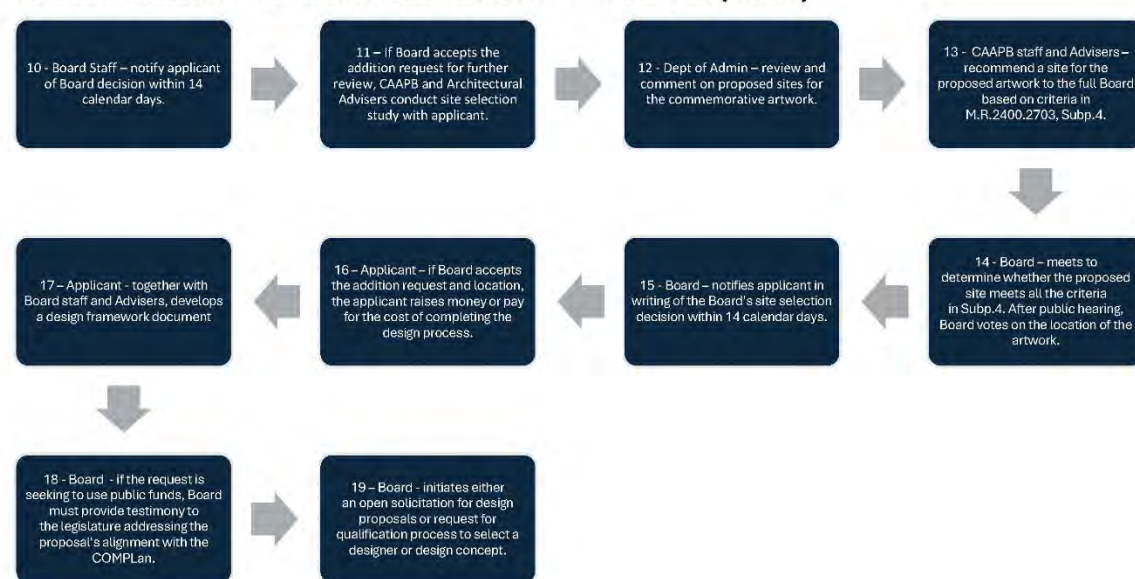 10 - Board Staff – notify applicant
of Board decision within 14
calendar days.
11 – If Board accepts the
addition request for further
review, CAAPB and Architectural
Advisers conduct site selection
study with applicant.
12 - Dept of Admin – review and
comment on proposed sites for
the commemorative artwork.
13 - CAAPB staff and Advisers –
recommend a site for the
proposed artwork to the full Board
based on criteria in
M.R.2400.2703, Subp.4.
14 - Board – meets to
determine whether the proposed
site meets all the criteria
in Subp.4. After public hearing,
Board votes on the location of the
artwork.
15 - Board – notifies applicant in
writing of the Board's site selection
decision within 14 calendar days.
16 – Applicant – if Board accepts
the addition request and location,
the applicant raises money or pay
for the cost of completing the
design process.
17 – Applicant - together with
Board staff and Advisers, develops
a design framework document
18 - Board - if the request is
seeking to use public funds, Board
must provide testimony to
the legislature addressing the
proposal's alignment with the
COMPLan.
19 – Board - initiates either
an open solicitation for design
proposals or request for
qualification process to select a
designer or design concept.